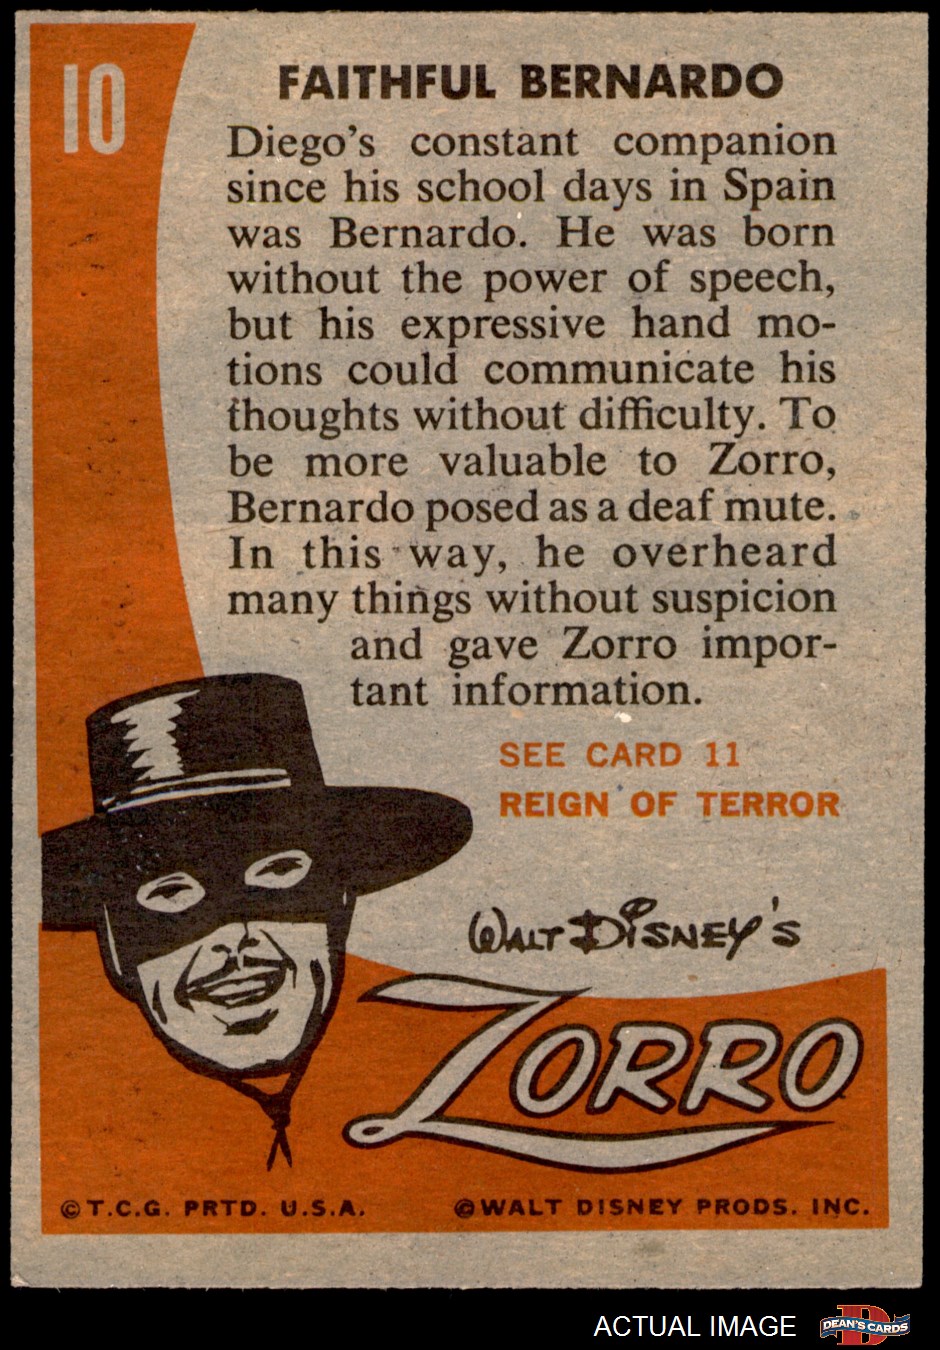 10
FAITHFUL BERNARDO
Diego's constant companion
since his school days in Spain
was Bernardo. He was born
without the power of speech,
but his expressive hand mo-
tions could communicate his
thoughts without difficulty. To
be more valuable to Zorro,
Bernardo posed as a deaf mute.
In this way, he overheard
many things without suspicion
and gave Zorro impor-
tant information.
SEE CARD 11
REIGN OF TERROR
WALT DISNEY'S
ZORRO
© T.C.G. PRTD. U.S.A.
© WALT DISNEY PRODS. INC.
ACTUAL IMAGE
D
DEAN'S CARDS